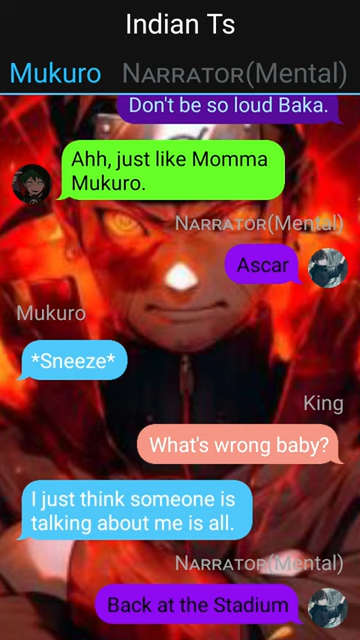 Indian Ts
Mukuro Narrator(Mental)
Don't be so loud Baka.
Ahh, just like Momma
Mukuro.
Narrator(Mental)
Ascar
Mukuro
*Sneeze*
King
What's wrong baby?
I just think someone is
talking about me is all.
Narrator(Mental)
Back at the Stadium